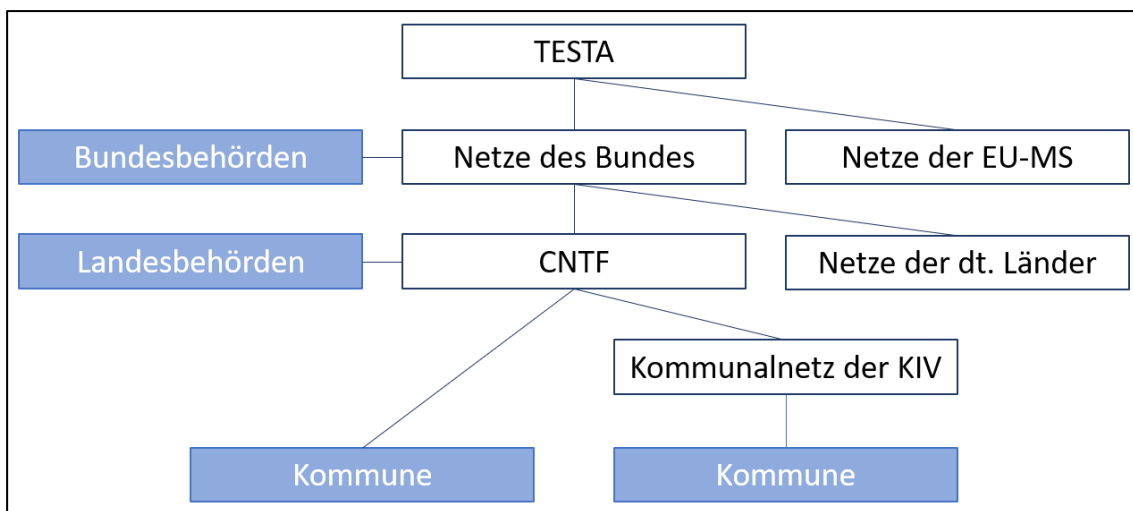 TESTA
Bundesbehörden
Netze des Bundes
Netze der EU-MS
Landesbehörden
CNTF
Netze der dt. Länder
Kommunalnetz der KIV
Kommune
Kommune